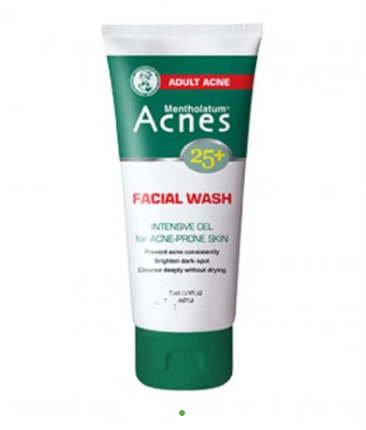 ADULT ACNE
Mentholatum®
Acnes
25+
FACIAL WASH
INTENSIVE GEL
for ACNE-PRONE SKIN
Prevent acne consistently
Brighten dark-spot
Cleanse deeply without drying